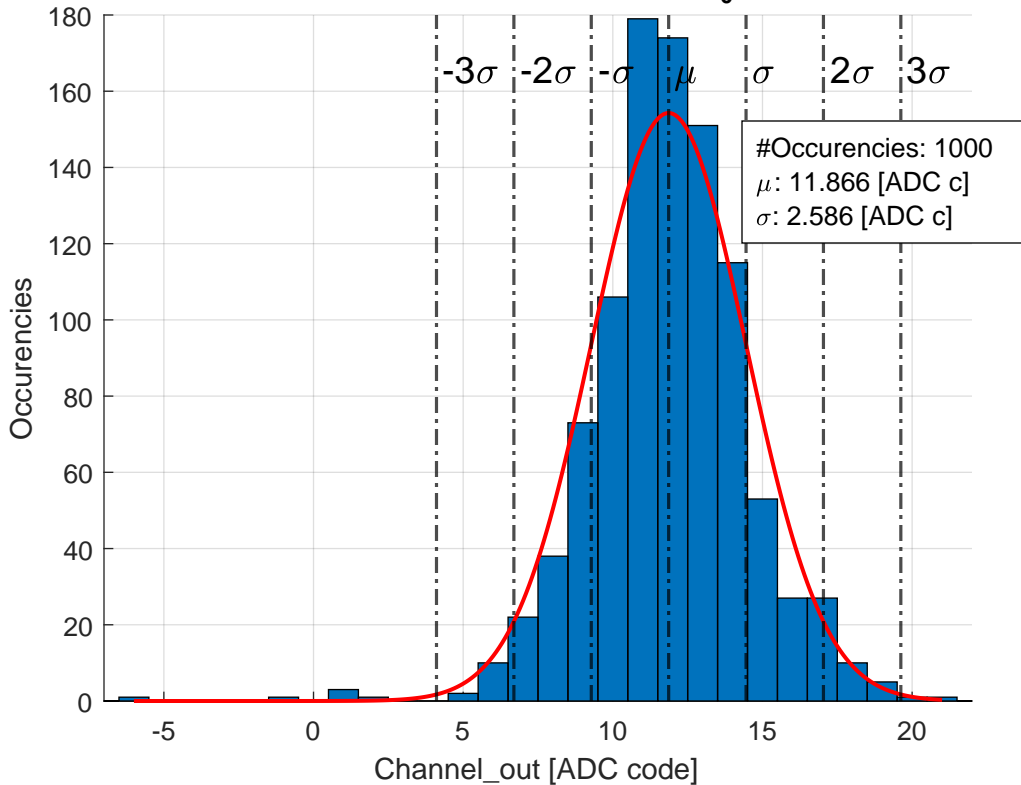 180
160
140
120
100
80
60
40
20
0
Occurencies
-3σ -2σ -σ μ σ 2σ 3σ
#Occurencies: 1000
μ: 11.866 [ADC c]
σ: 2.586 [ADC c]
-5 0 5 10 15 20
Channel_out [ADC code]